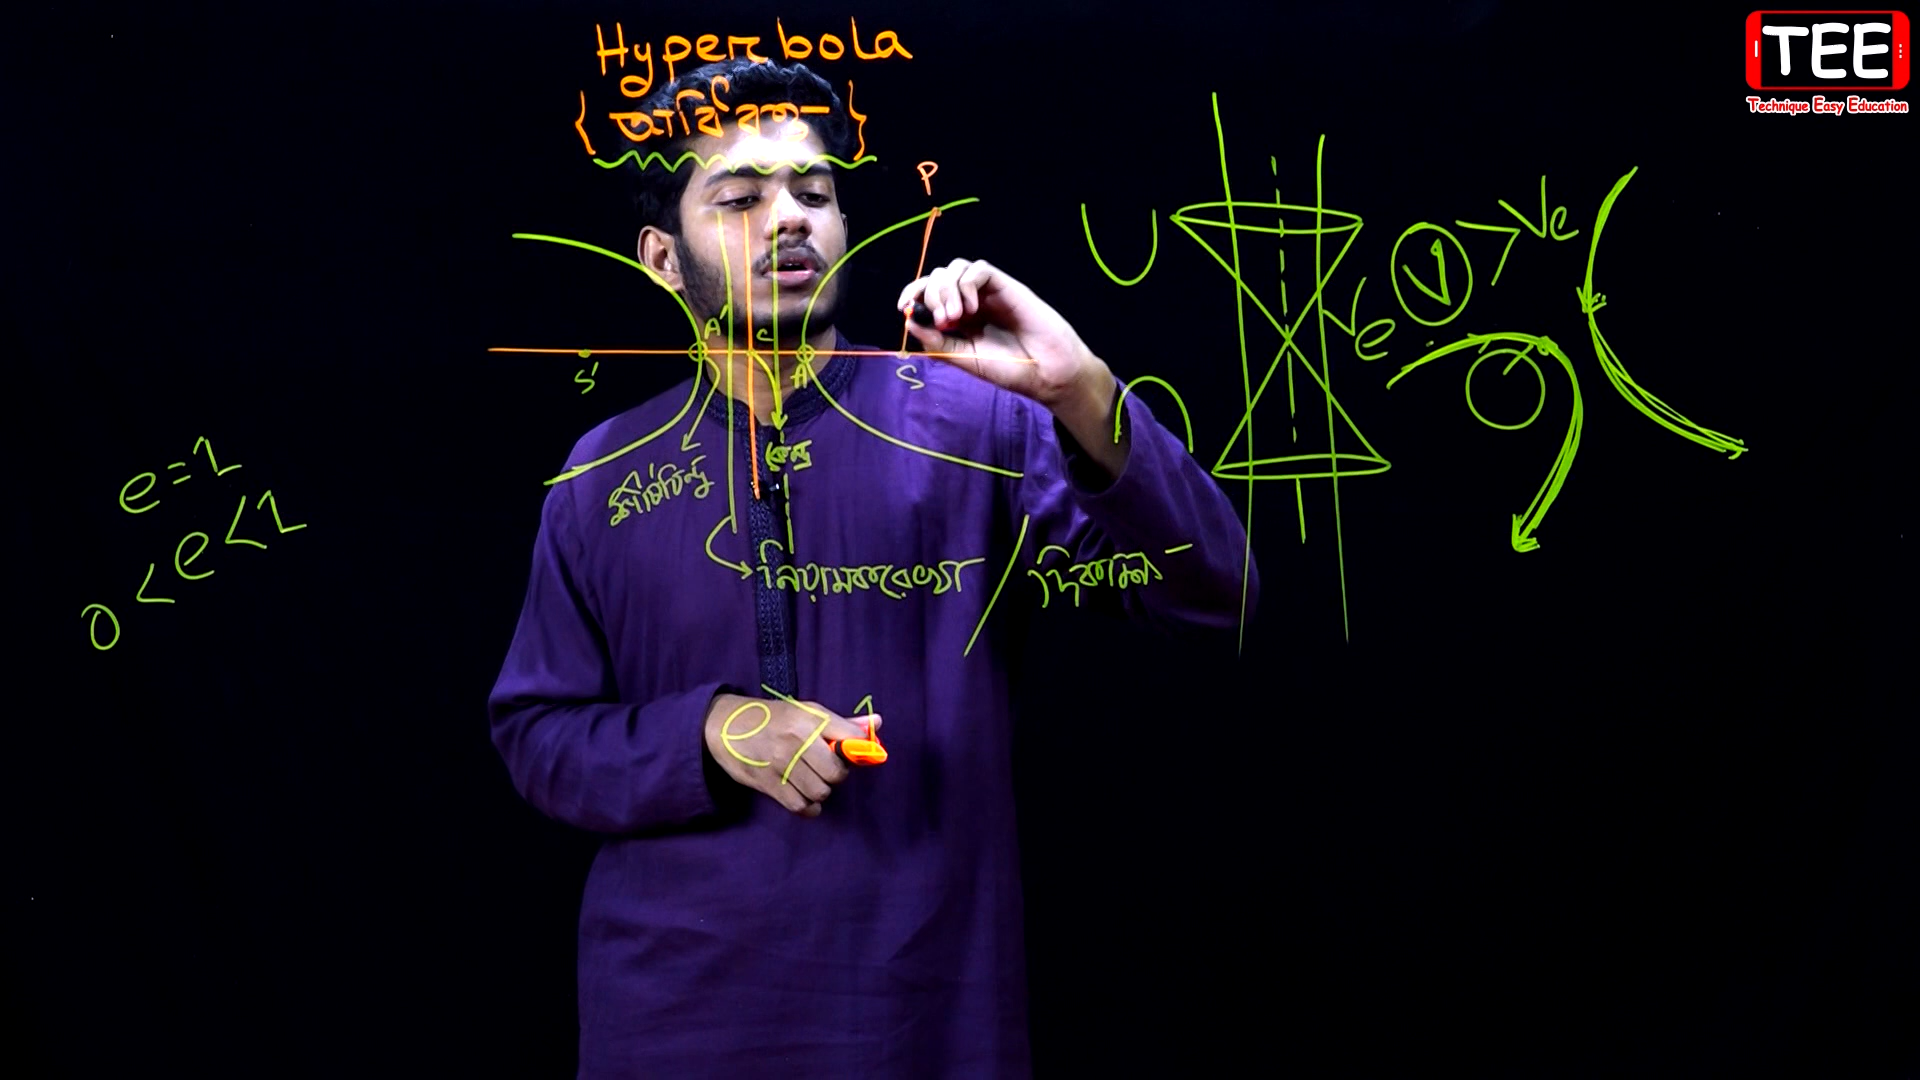 Hyperbola
{ অধিবৃত্ত }
TEE
Technique Easy Education
P
A'
C
S'
A
S
কেন্দ্র
শীর্ষবিন্দু
নিয়ামকরেখা / দিকাক্ষ
e = 1
0 < e < 1
e > 1
V > Ve
Ve